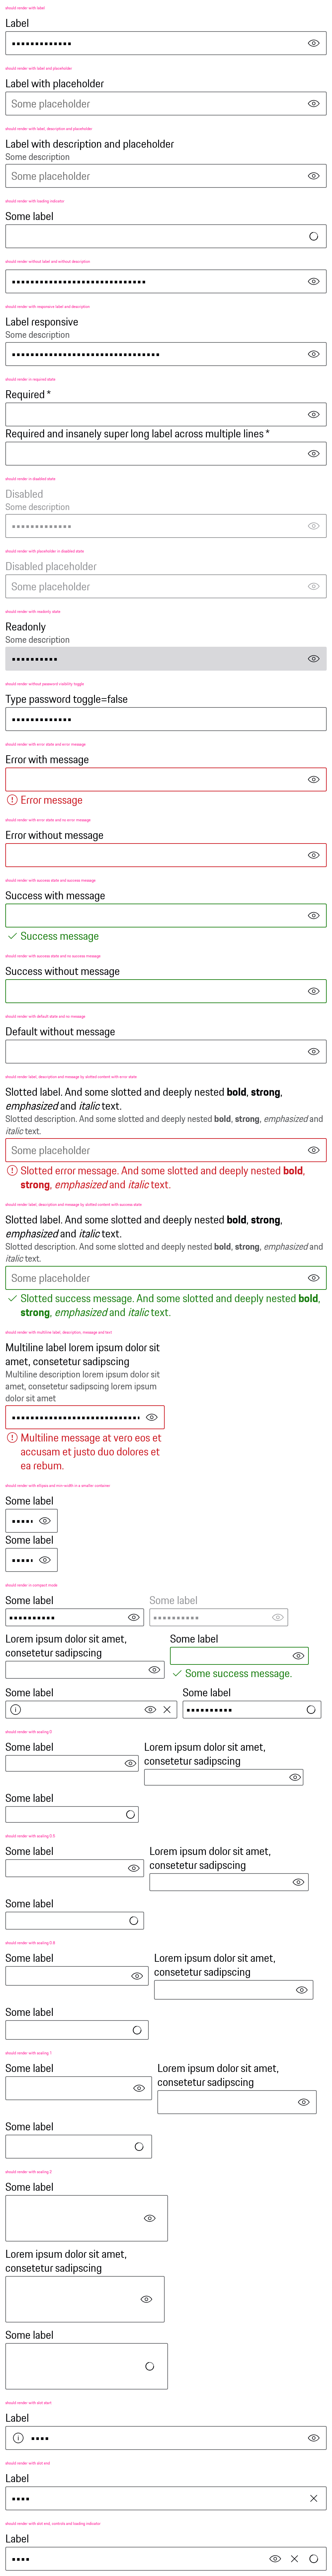 should render with label
Label
should render with label and placeholder
Label with placeholder
Some placeholder
should render with label, description and placeholder
Label with description and placeholder
Some description
Some placeholder
should render with loading indicator
Some label
should render without label and without description
should render with responsive label and description
Label responsive
Some description
should render in required state
Required *
Required and insanely super long label across multiple lines *
should render in disabled state
Disabled
Some description
should render with placeholder in disabled state
Disabled placeholder
Some placeholder
should render with readonly state
Readonly
Some description
should render without password visibility toggle
Type password toggle=false
should render with error state and error message
Error with message
Error message
should render with error state and no error message
Error without message
should render with success state and success message
Success with message
Success message
should render with success state and no success message
Success without message
should render with default state and no message
Default without message
should render label, description and message by slotted content with error state
Slotted label. And some slotted and deeply nested bold, strong,
emphasized and italic text.
Slotted description. And some slotted and deeply nested bold, strong, emphasized and
italic text.
Some placeholder
Slotted error message. And some slotted and deeply nested bold,
strong, emphasized and italic text.
should render label, description and message by slotted content with success state
Slotted label. And some slotted and deeply nested bold, strong,
emphasized and italic text.
Slotted description. And some slotted and deeply nested bold, strong, emphasized and
italic text.
Some placeholder
Slotted success message. And some slotted and deeply nested bold,
strong, emphasized and italic text.
should render with multiline label, description, message and text
Multiline label lorem ipsum dolor sit
amet, consetetur sadipscing
Multiline description lorem ipsum dolor sit
amet, consetetur sadipscing lorem ipsum
dolor sit amet
Multiline message at vero eos et
accusam et justo duo dolores et
ea rebum.
should render with ellipsis and min-width in a smaller container
Some label
Some label
should render in compact mode
Some label
Some label
Lorem ipsum dolor sit amet,
consetetur sadipscing
Some label
Some success message.
Some label
Some label
should render with scaling 0
Some label
Lorem ipsum dolor sit amet,
consetetur sadipscing
Some label
should render with scaling 0.5
Some label
Lorem ipsum dolor sit amet,
consetetur sadipscing
Some label
should render with scaling 0.8
Some label
Lorem ipsum dolor sit amet,
consetetur sadipscing
Some label
should render with scaling 1
Some label
Lorem ipsum dolor sit amet,
consetetur sadipscing
Some label
should render with scaling 3
Some label
Lorem ipsum dolor sit amet,
consetetur sadipscing
Some label
should render with slot start
Label
should render with slot end
Label
should render with slot end, controls and loading indicator
Label